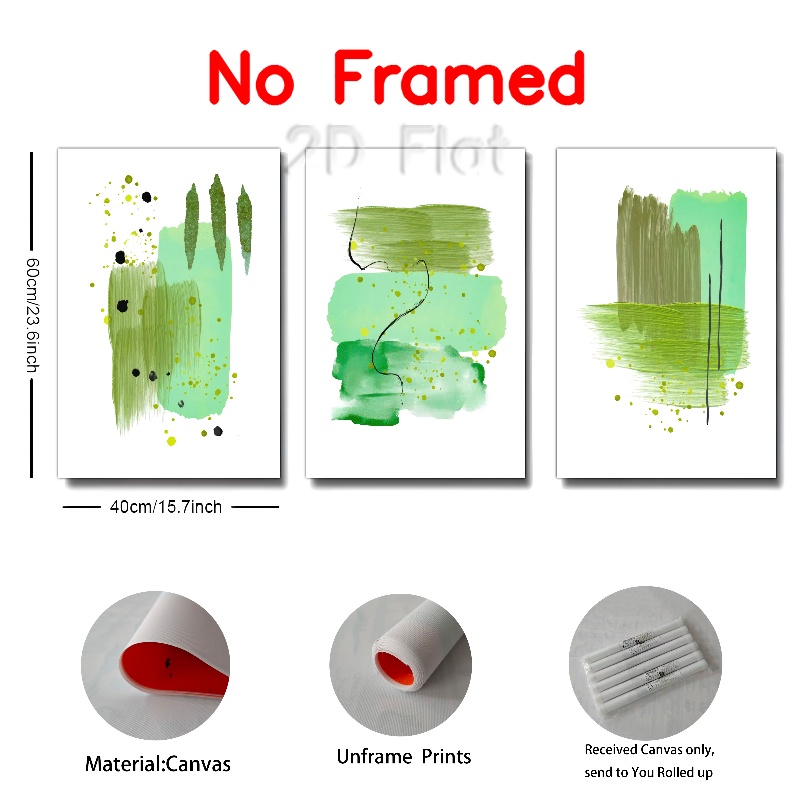 No Framed
2D Flat
60cm/23.6inch
40cm/15.7inch
Material:Canvas
Unframe Prints
Received Canvas only,
send to You Rolled up